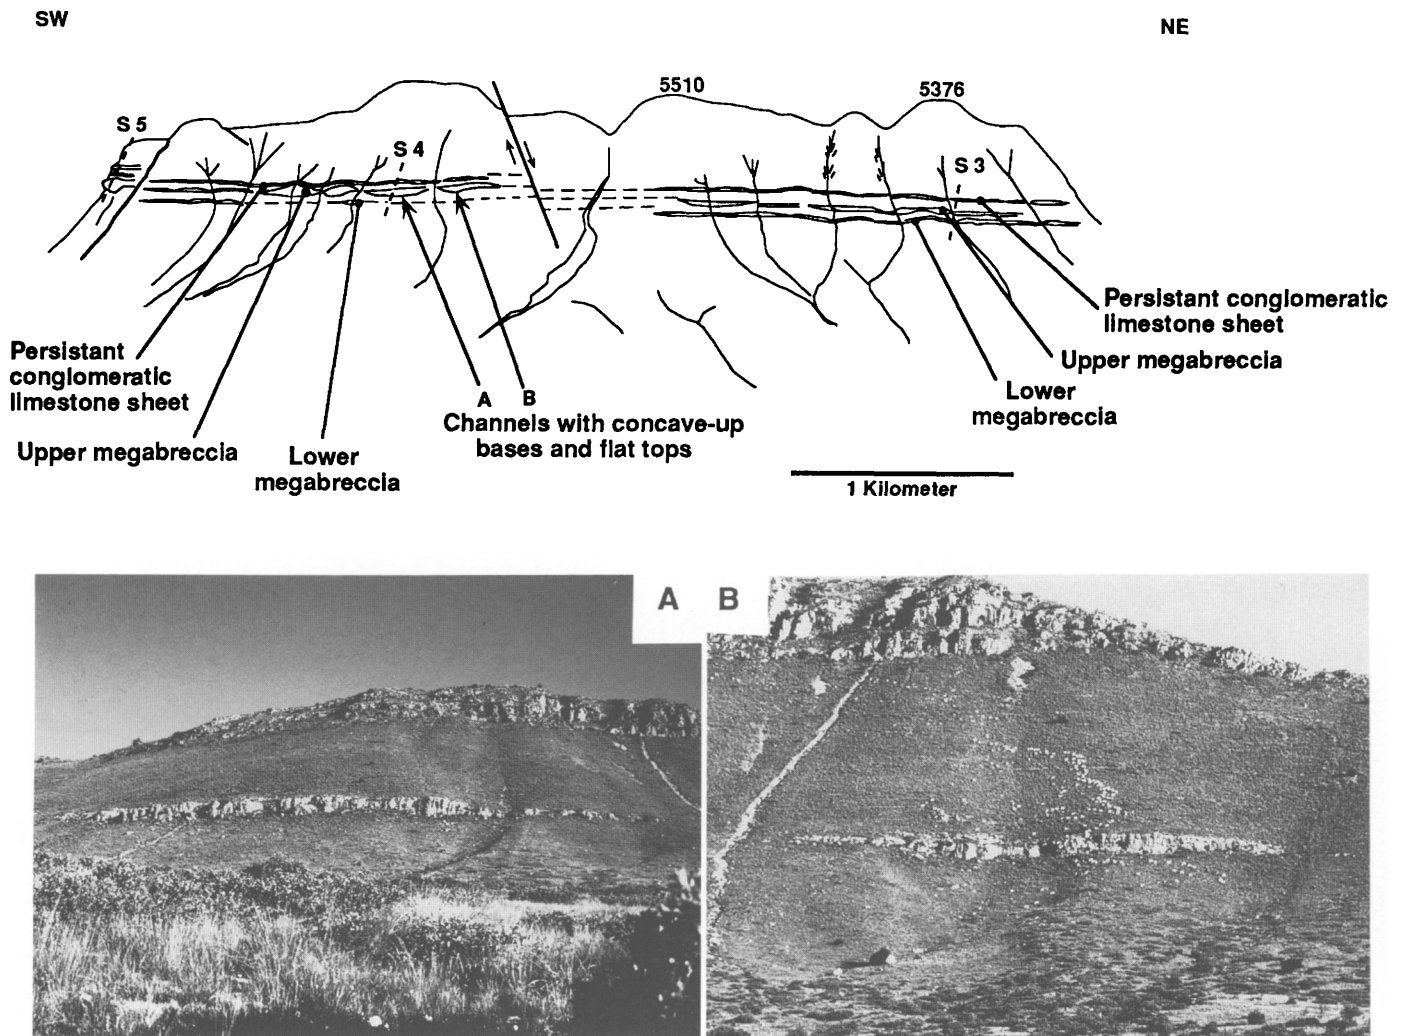 SW
NE
5510
5376
S 5
S 4
S 3
Persistant conglomeratic
limestone sheet
Persistant
conglomeratic
limestone sheet
Upper megabreccia
Lower
megabreccia
A
B
Channels with concave-up
bases and flat tops
Upper megabreccia
Lower
megabreccia
1 Kilometer
A
B